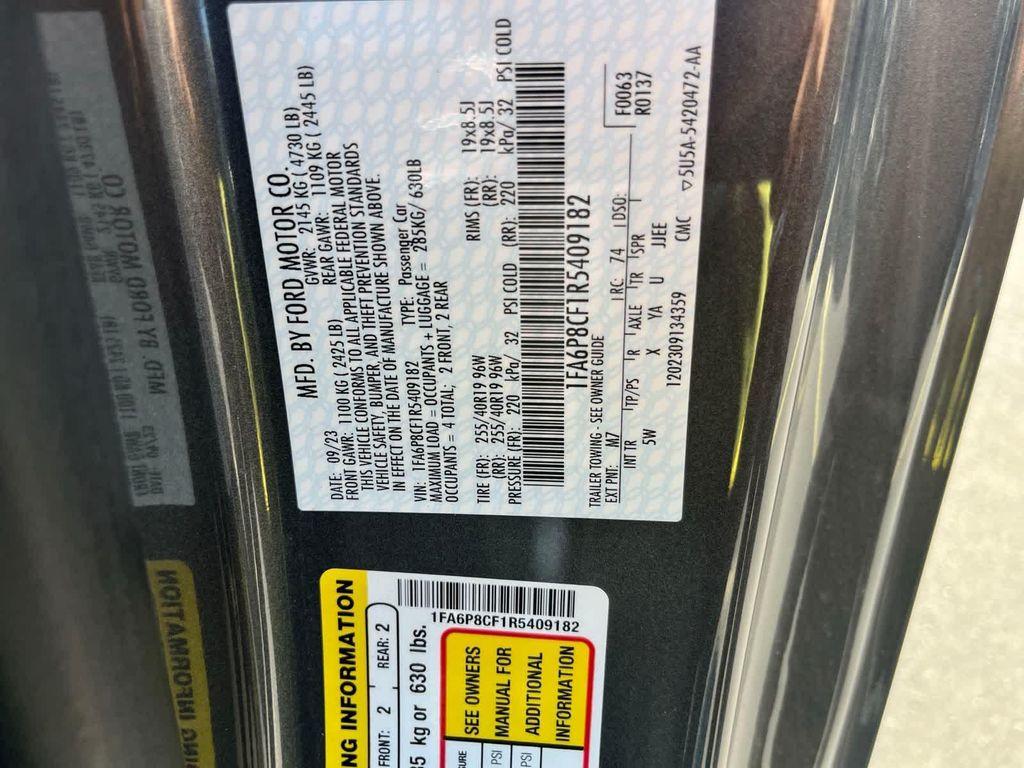 MFD. BY FORD MOTOR CO.
DATE: 09/23 GVWR: 2145 KG ( 4730 LB)
FRONT GAWR: 1100 KG ( 2425 LB) REAR GAWR: 1109 KG ( 2445 LB)
THIS VEHICLE CONFORMS TO ALL APPLICABLE FEDERAL MOTOR
VEHICLE SAFETY, BUMPER, AND THEFT PREVENTION STANDARDS
IN EFFECT ON THE DATE OF MANUFACTURE SHOWN ABOVE.
VIN: 1FA6P8CF1R5409182 TYPE: Passenger Car
MAXIMUM LOAD = OCCUPANTS + LUGGAGE = 285KG/ 630LB
OCCUPANTS = 4 TOTAL; 2 FRONT, 2 REAR
TIRE (FR): 255/40R19 96W RIMS (FR): 19x8.5J
(RR): 255/40R19 96W (RR): 19x8.5J
PRESSURE (FR): 220 kPa/ 32 PSI COLD (RR): 220 kPa/ 32 PSI COLD
1FA6P8CF1R5409182
TRAILER TOWING - SEE OWNER GUIDE F0063
EXT PNT: M7 RC: 74 DSO: R0137
INT TR TP/PS R AXLE TR SPR
5W X YA U JJEE
1202309134359 CMC ▽5U5A-5420472-AA
NG INFORMATION
FRONT: 2 REAR: 2
85 kg or 630 lbs.
1FA6P8CF1R5409182
SEE OWNERS
MANUAL FOR
ADDITIONAL
INFORMATION
PSI
PSI